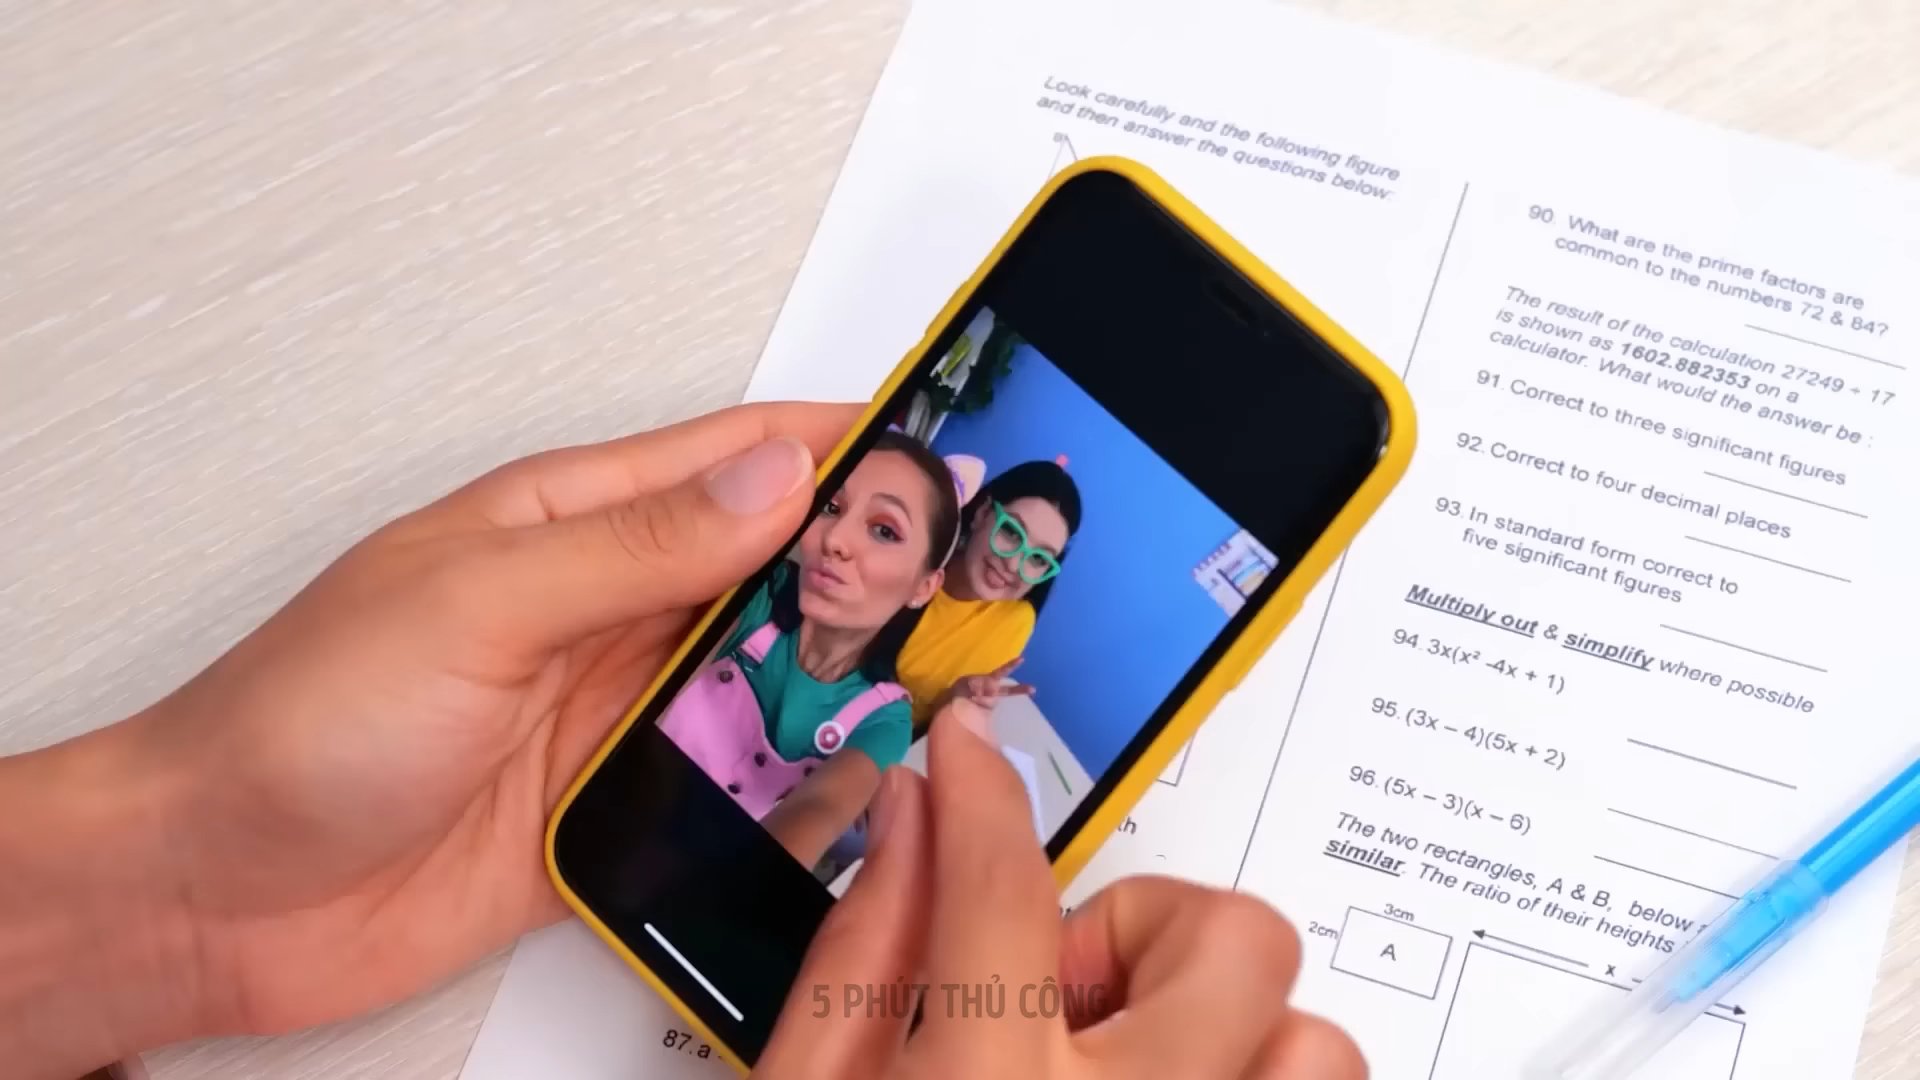 Look carefully and the following figure
and then answer the questions below:
90. What are the prime factors are
common to the numbers 72 & 84?
The result of the calculation 27249 ÷ 17
is shown as 1602.882353 on a
calculator. What would the answer be :
91. Correct to three significant figures
92. Correct to four decimal places
93. In standard form correct to
five significant figures
Multiply out & simplify where possible
94. 3x(x² -4x + 1)
95. (3x – 4)(5x + 2)
96. (5x – 3)(x – 6)
The two rectangles, A & B, below
similar. The ratio of their heights
3cm
2cm
A
x
87. a
5 PHÚT THỦ CÔNG